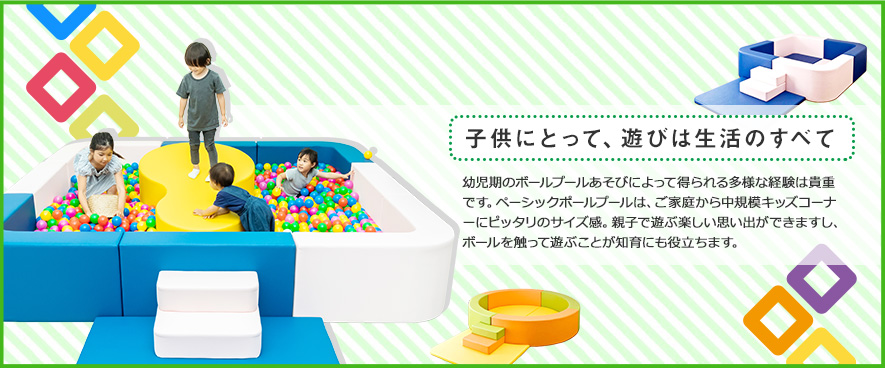 子供にとって、遊びは生活のすべて
幼児期のボールプールあそびによって得られる多様な経験は貴重
です。ベーシックボールプールは、ご家庭から中規模キッズコーナ
ーにピッタリのサイズ感。親子で遊ぶ楽しい思い出ができますし、
ボールを触って遊ぶことが知育にも役立ちます。